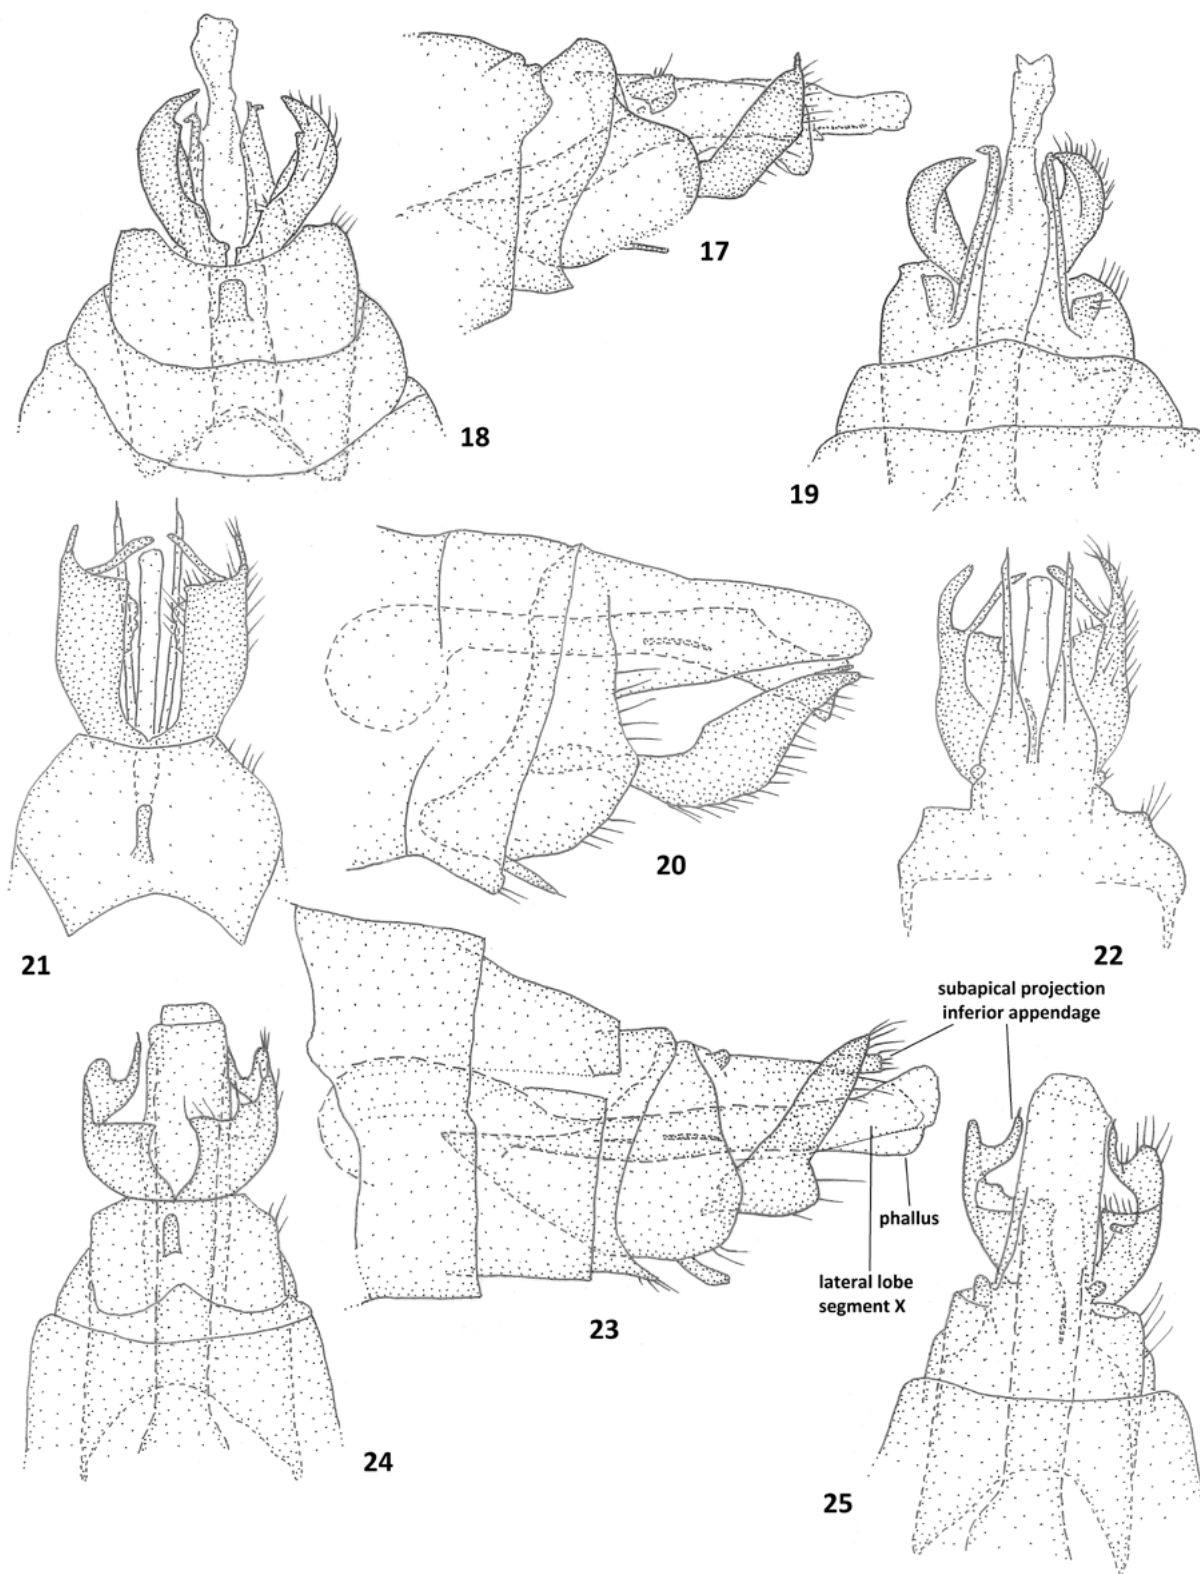 17
18
19
20
21
22
subapical projection
inferior appendage
phallus
lateral lobe
segment X
23
24
25